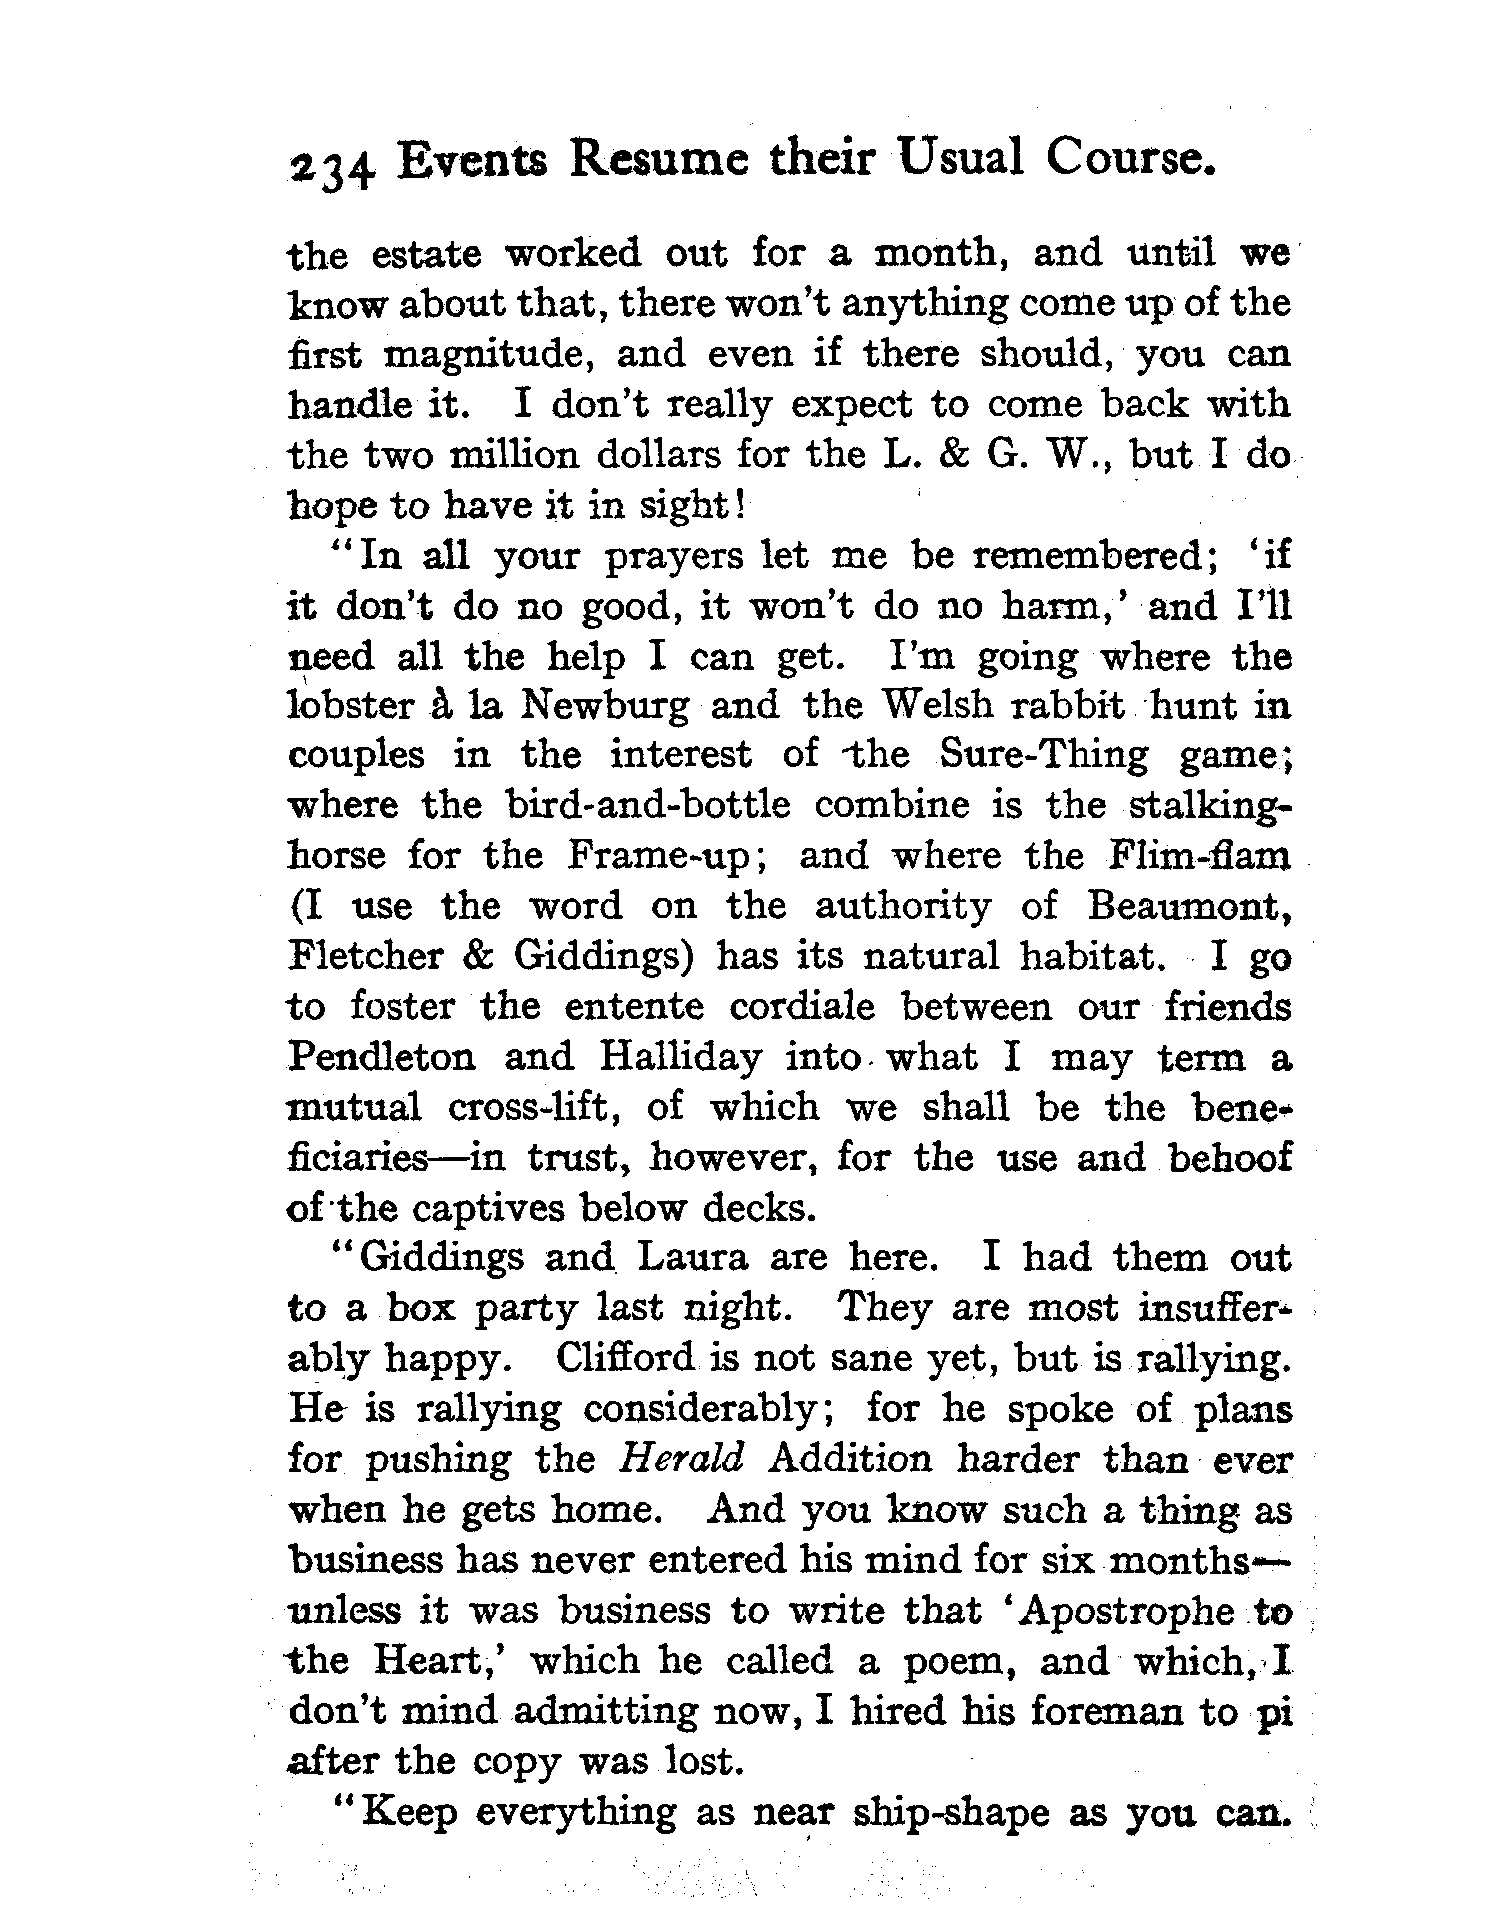 234 Events Resume their Usual Course.
the estate worked out for a month, and until we
know about that, there won't anything come up of the
first magnitude, and even if there should, you can
handle it. I don't really expect to come back with
the two million dollars for the L. & G. W., but I do
hope to have it in sight!
"In all your prayers let me be remembered; 'if
it don't do no good, it won't do no harm,' and I'll
need all the help I can get. I'm going where the
lobster à la Newburg and the Welsh rabbit hunt in
couples in the interest of the Sure-Thing game;
where the bird-and-bottle combine is the stalking-
horse for the Frame-up; and where the Flim-flam
(I use the word on the authority of Beaumont,
Fletcher & Giddings) has its natural habitat. I go
to foster the entente cordiale between our friends
Pendleton and Halliday into what I may term a
mutual cross-lift, of which we shall be the bene-
ficiaries—in trust, however, for the use and behoof
of the captives below decks.
"Giddings and Laura are here. I had them out
to a box party last night. They are most insuffer-
ably happy. Clifford is not sane yet, but is rallying.
He is rallying considerably; for he spoke of plans
for pushing the Herald Addition harder than ever
when he gets home. And you know such a thing as
business has never entered his mind for six months—
unless it was business to write that 'Apostrophe to
the Heart,' which he called a poem, and which, I
don't mind admitting now, I hired his foreman to pi
after the copy was lost.
"Keep everything as near ship-shape as you can.